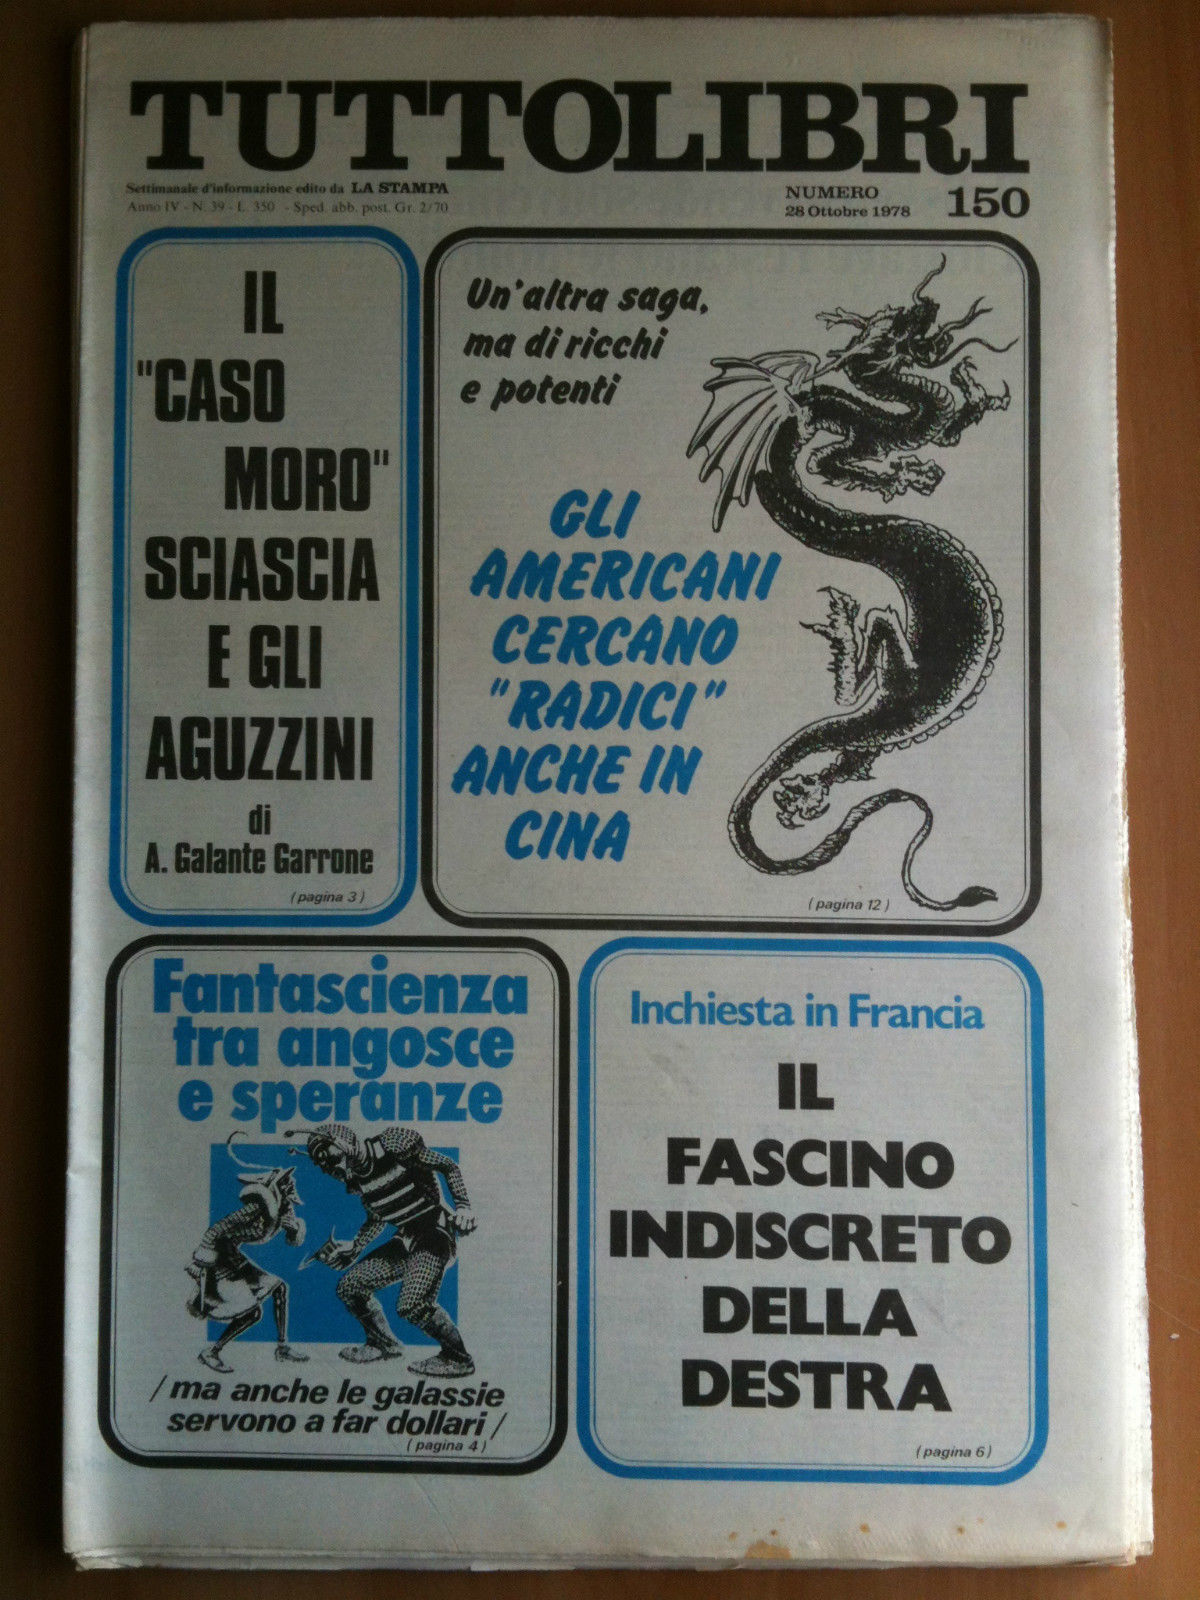 TUTTOLIBRI
Settimanale d'informazione edito da LA STAMPA
Anno IV - N. 39 - L. 350 - Sped. abb. post. Gr. 2/70
NUMERO
28 Ottobre 1978
150
IL
"CASO
MORO"
SCIASCIA
E GLI
AGUZZINI
di
A. Galante Garrone
(pagina 3)
Un'altra saga,
ma di ricchi
e potenti
GLI
AMERICANI
CERCANO
"RADICI"
ANCHE IN
CINA
(pagina 12)
Fantascienza
tra angosce
e speranze
/ma anche le galassie
servono a far dollari/
(pagina 4)
Inchiesta in Francia
IL
FASCINO
INDISCRETO
DELLA
DESTRA
(pagina 6)